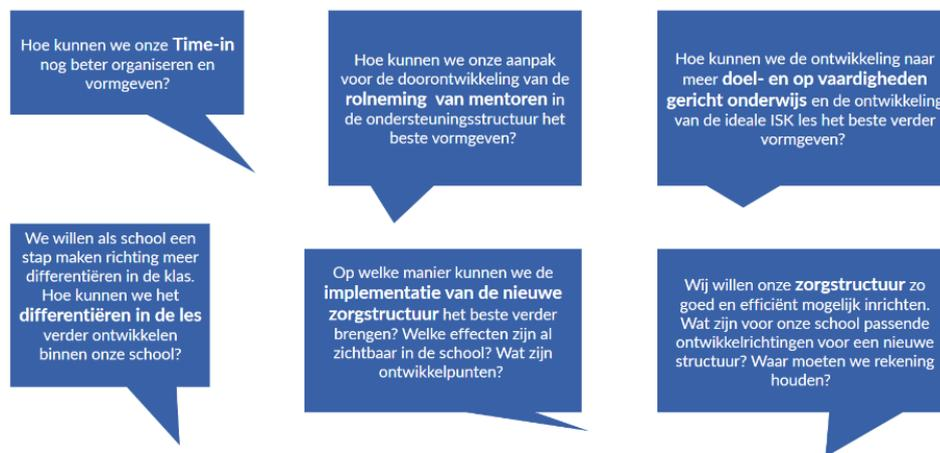 Hoe kunnen we onze Time-in
nog beter organiseren en
vormgeven?
Hoe kunnen we onze aanpak
voor de doorontwikkeling van de
rolneming van mentoren in
de ondersteuningsstructuur het
beste vormgeven?
Hoe kunnen we de ontwikkeling naar
meer doel- en op vaardigheden
gericht onderwijs en de ontwikkeling
van de ideale ISK les het beste verder
vormgeven?
We willen als school een
stap maken richting meer
differentiëren in de klas.
Hoe kunnen we het
differentiëren in de les
verder ontwikkelen
binnen onze school?
Op welke manier kunnen we de
implementatie van de nieuwe
zorgstructuur het beste verder
brengen? Welke effecten zijn al
zichtbaar in de school? Wat zijn
ontwikkelpunten?
Wij willen onze zorgstructuur zo
goed en efficiënt mogelijk inrichten.
Wat zijn voor onze school passende
ontwikkelrichtingen voor een nieuwe
structuur? Waar moeten we rekening
houden?